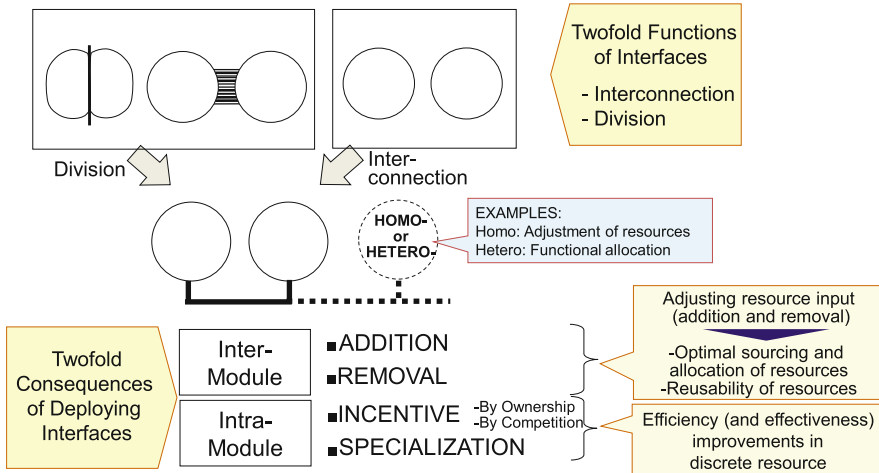 Twofold Functions
of Interfaces
- Interconnection
- Division
Division
Inter-
connection
HOMO-
or
HETERO-
EXAMPLES:
Homo: Adjustment of resources
Hetero: Functional allocation
Twofold
Consequences
of Deploying
Interfaces
Inter-
Module
■ADDITION
■REMOVAL
Adjusting resource input
(addition and removal)
-Optimal sourcing and
allocation of resources
-Reusability of resources
Intra-
Module
■INCENTIVE
-By Ownership
-By Competition
■SPECIALIZATION
Efficiency (and effectiveness)
improvements in
discrete resource